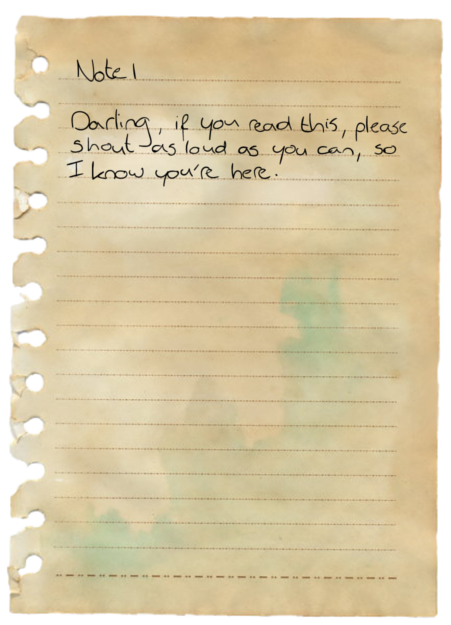 Note 1
Darling, if you read this, please
shout as loud as you can, so
I know you're here.